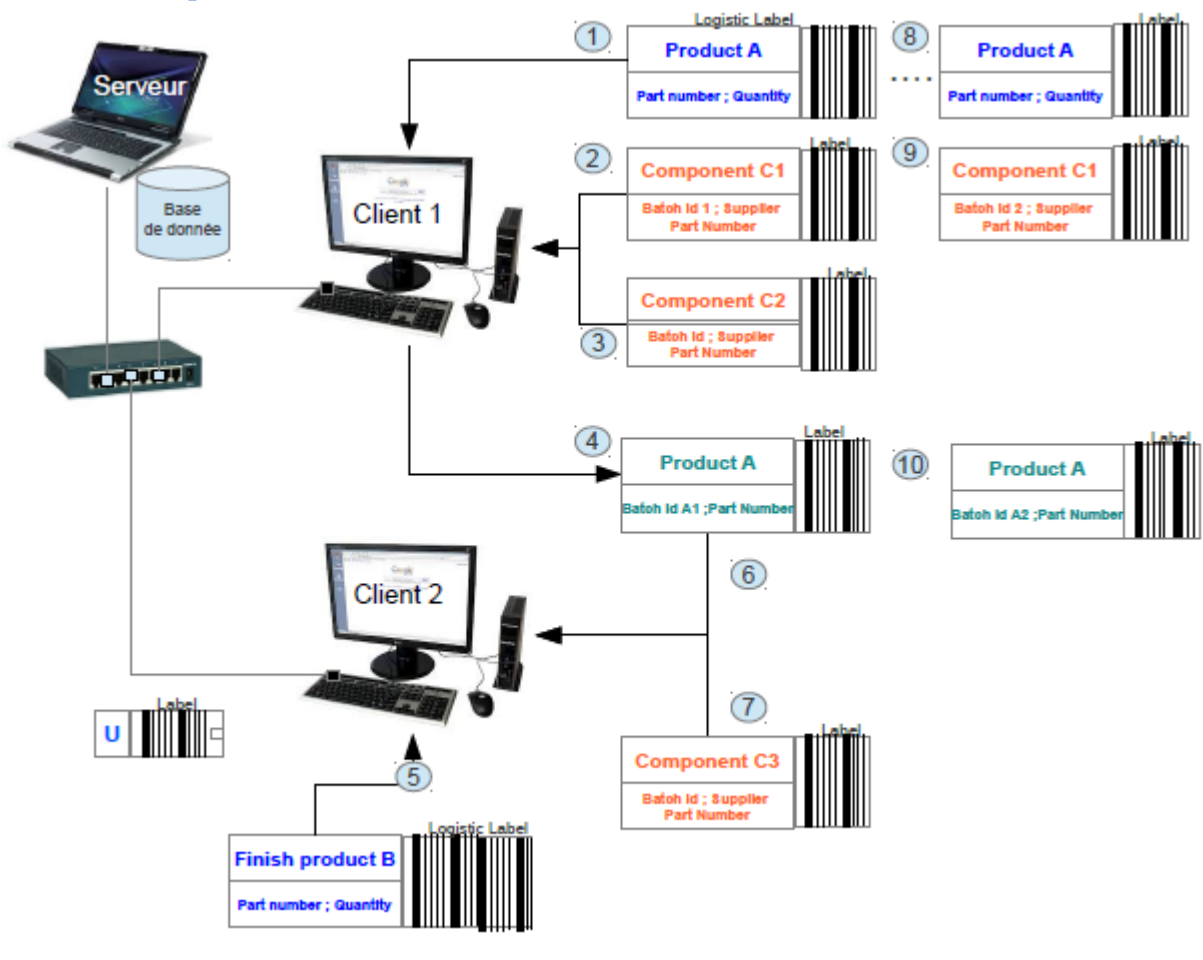 Logistic Label
1
Product A
Part number ; Quantity
Label
8
Product A
Part number ; Quantity
Serveur
Base
de donnée
Client 1
Label
2
Component C1
Batch Id 1 ; Supplier
Part Number
Label
9
Component C1
Batch Id 2 ; Supplier
Part Number
Label
Component C2
3
Batch Id ; Supplier
Part Number
Label
4
Product A
Batch Id A1 ;Part Number
Label
10
Product A
Batch Id A2 ;Part Number
6
Client 2
7
Label
Component C3
Batch Id ; Supplier
Part Number
Label
U
5
Logistic Label
Finish product B
Part number ; Quantity